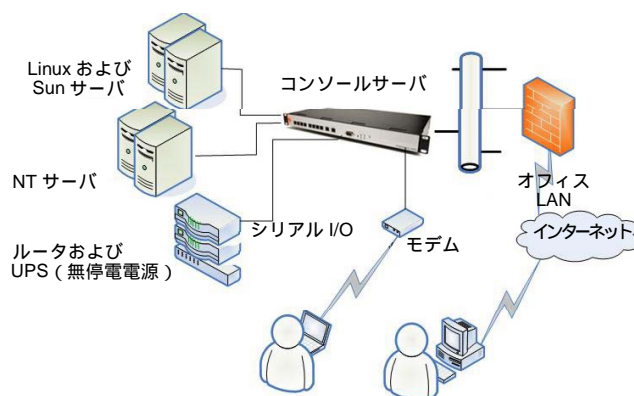 Linux および
Sun サーバ
コンソールサーバ
NT サーバ
オフィス
LAN
シリアル I/O
モデム
インターネット
ルータおよび
UPS ( 無停電電源 )